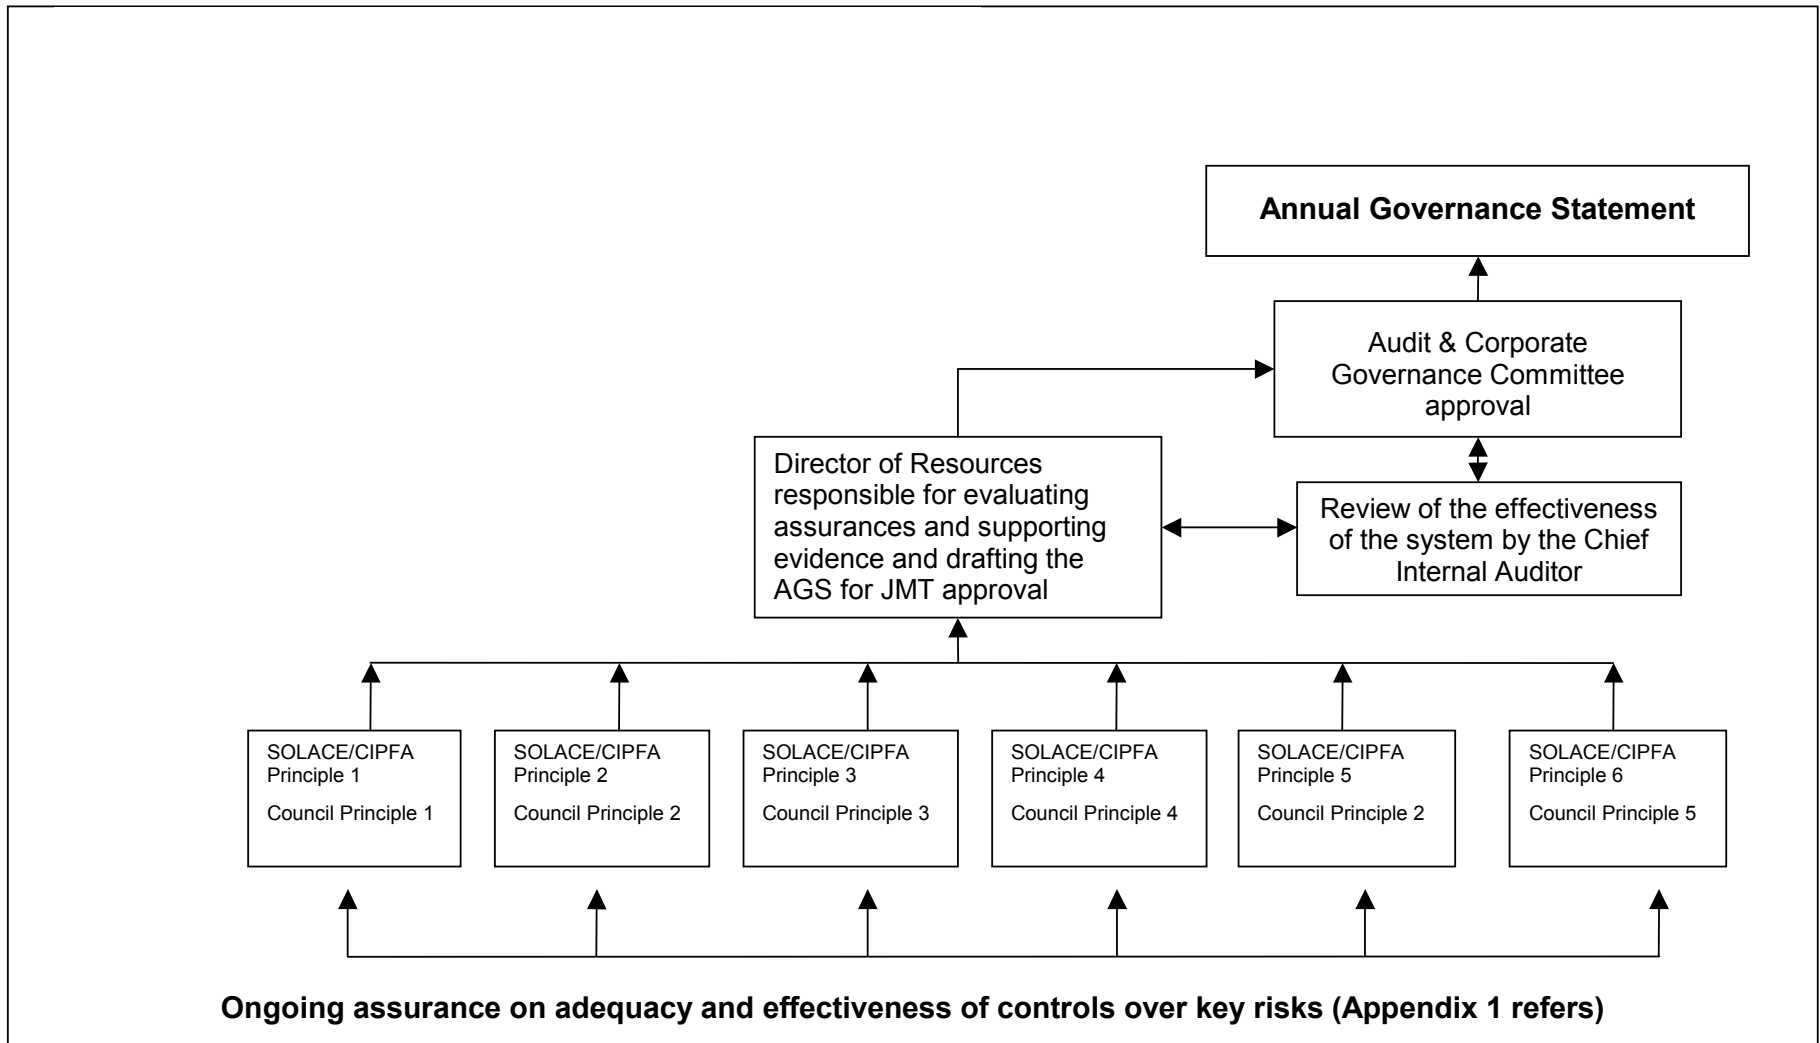 Annual Governance Statement
Audit & Corporate
Governance Committee
approval
Director of Resources
responsible for evaluating
assurances and supporting
evidence and drafting the
AGS for JMT approval
Review of the effectiveness
of the system by the Chief
Internal Auditor
SOLACE/CIPFA
Principle 1
Council Principle 1
SOLACE/CIPFA
Principle 2
Council Principle 2
SOLACE/CIPFA
Principle 3
Council Principle 3
SOLACE/CIPFA
Principle 4
Council Principle 4
SOLACE/CIPFA
Principle 5
Council Principle 2
SOLACE/CIPFA
Principle 6
Council Principle 5
Ongoing assurance on adequacy and effectiveness of controls over key risks (Appendix 1 refers)